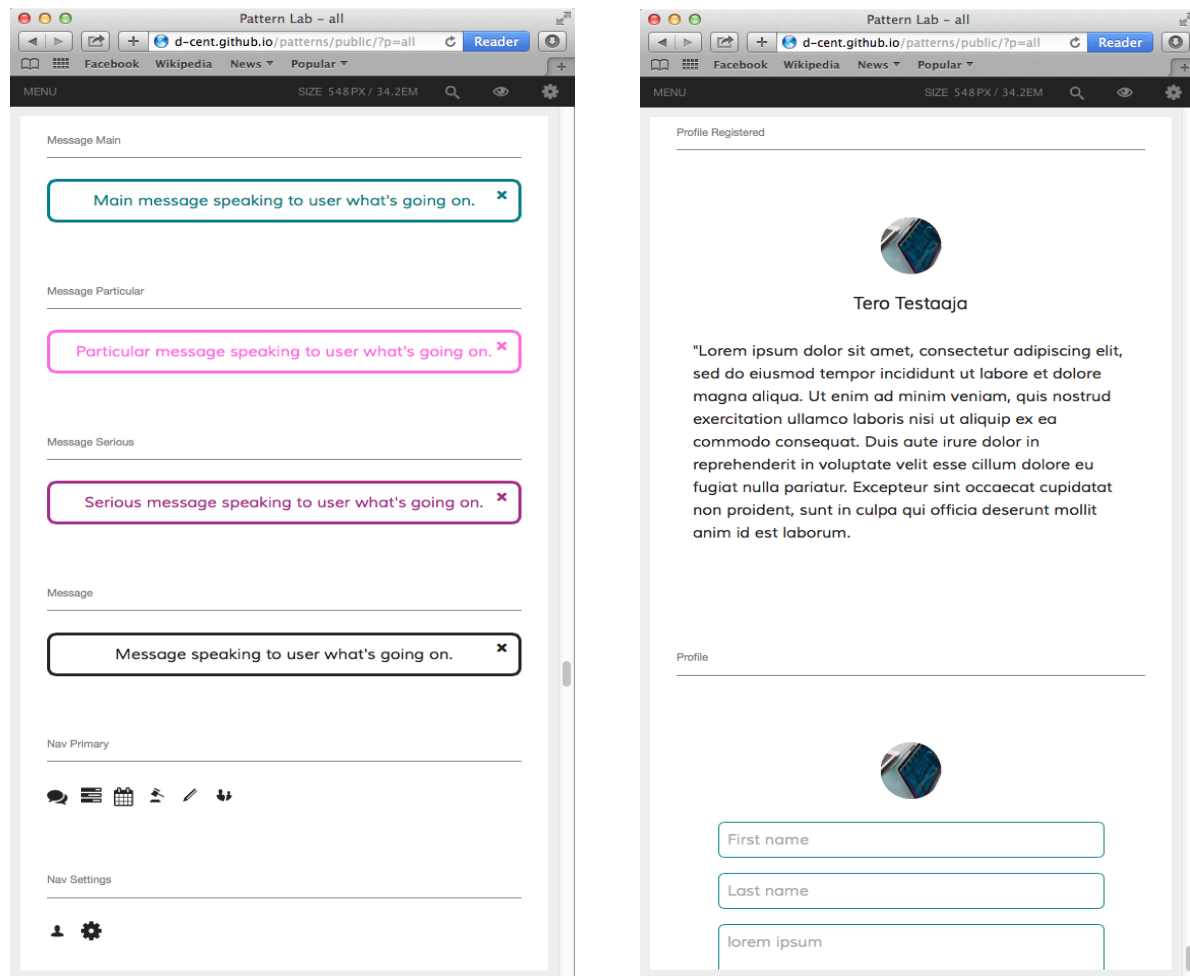 Pattern Lab – all
d-cent.github.io/patterns/public/?p=all
Reader
Facebook Wikipedia News Popular
MENU SIZE 548PX / 34.2EM
Message Main
Main message speaking to user what's going on.
Message Particular
Particular message speaking to user what's going on.
Message Serious
Serious message speaking to user what's going on.
Message
Message speaking to user what's going on.
Nav Primary
Nav Settings
Pattern Lab – all
d-cent.github.io/patterns/public/?p=all
Reader
Facebook Wikipedia News Popular
MENU SIZE 548PX / 34.2EM
Profile Registered
Tero Testaaja
"Lorem ipsum dolor sit amet, consectetur adipiscing elit,
sed do eiusmod tempor incididunt ut labore et dolore
magna aliqua. Ut enim ad minim veniam, quis nostrud
exercitation ullamco laboris nisi ut aliquip ex ea
commodo consequat. Duis aute irure dolor in
reprehenderit in voluptate velit esse cillum dolore eu
fugiat nulla pariatur. Excepteur sint occaecat cupidatat
non proident, sunt in culpa qui officia deserunt mollit
anim id est laborum.
Profile
First name
Last name
lorem ipsum